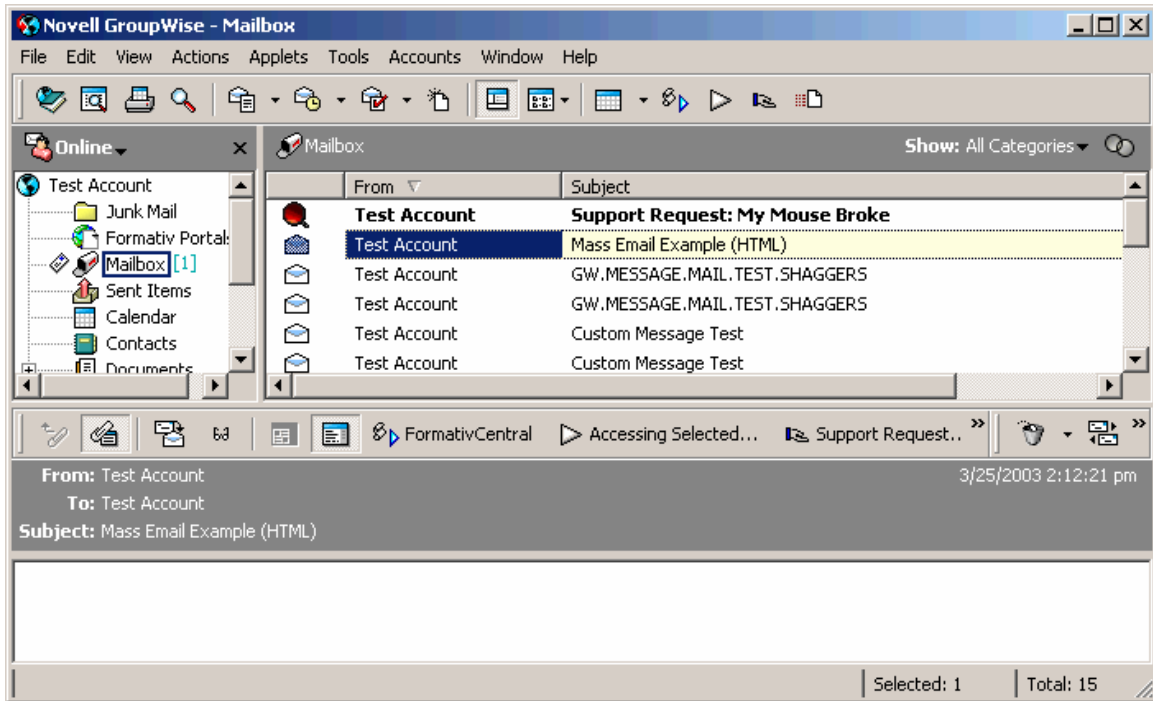 Novell GroupWise - Mailbox
File Edit View Actions Applets Tools Accounts Window Help
Online
Mailbox
Show: All Categories
Test Account
Junk Mail
Formativ Portals
Mailbox [1]
Sent Items
Calendar
Contacts
Documents
From Subject
Test Account Support Request: My Mouse Broke
Test Account Mass Email Example (HTML)
Test Account GW.MESSAGE.MAIL.TEST.SHAGGERS
Test Account GW.MESSAGE.MAIL.TEST.SHAGGERS
Test Account Custom Message Test
Test Account Custom Message Test
FormativCentral Accessing Selected... Support Request..
From: Test Account 3/25/2003 2:12:21 pm
To: Test Account
Subject: Mass Email Example (HTML)
Selected: 1 Total: 15